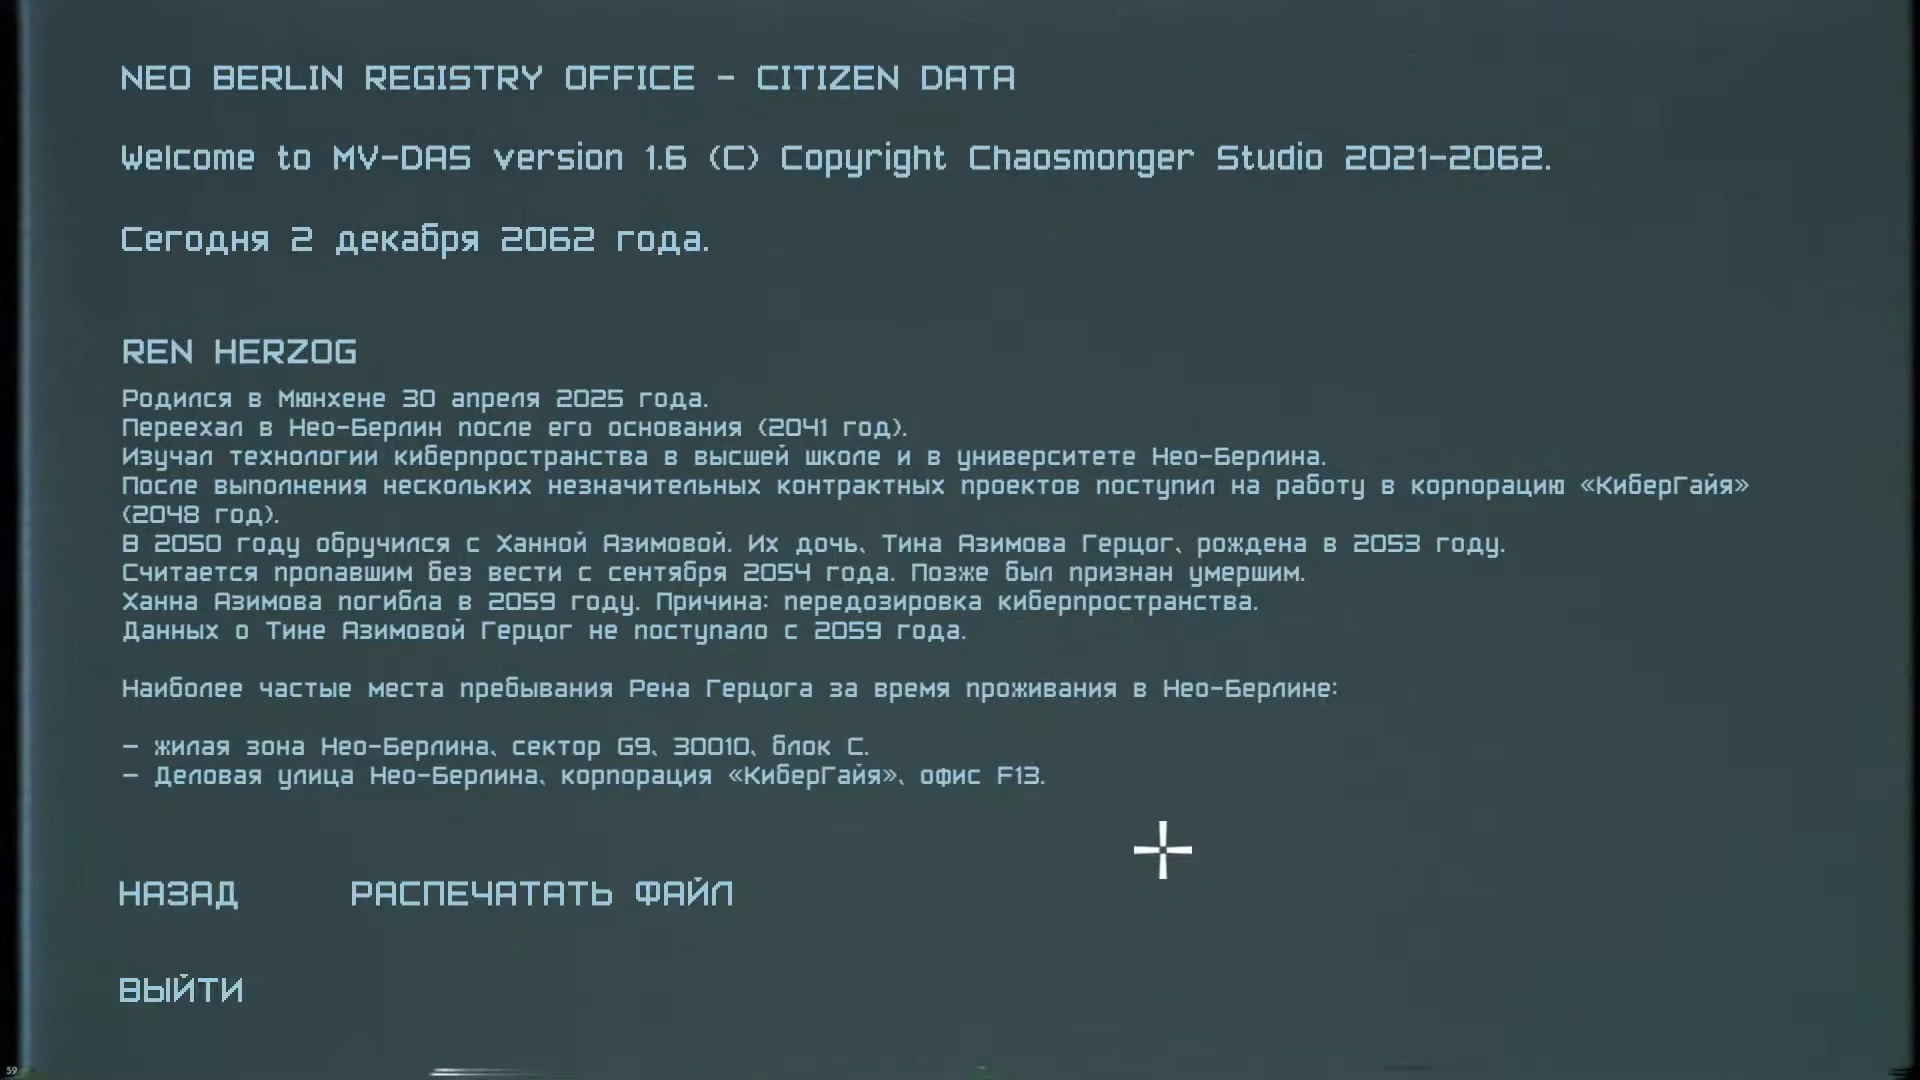 NEO BERLIN REGISTRY OFFICE - CITIZEN DATA
Welcome to MV-DAS version 1.6 (C) Copyright Chaosmonger Studio 2021-2062.
Сегодня 2 декабря 2062 года.
REN HERZOG
Родился в Мюнхене 30 апреля 2025 года.
Переехал в Нео-Берлин после его основания (2041 год).
Изучал технологии киберпространства в высшей школе и в университете Нео-Берлина.
После выполнения нескольких незначительных контрактных проектов поступил на работу в корпорацию «КиберГайя»
(2048 год).
В 2050 году обручился с Ханной Азимовой. Их дочь, Тина Азимова Герцог, рождена в 2053 году.
Считается пропавшим без вести с сентября 2054 года. Позже был признан умершим.
Ханна Азимова погибла в 2059 году. Причина: передозировка киберпространства.
Данных о Тине Азимовой Герцог не поступало с 2059 года.
Наиболее частые места пребывания Рена Герцога за время проживания в Нео-Берлине:
- жилая зона Нео-Берлина, сектор G9, 30010, блок C.
- Деловая улица Нео-Берлина, корпорация «КиберГайя», офис F13.
НАЗАД РАСПЕЧАТАТЬ ФАЙЛ
ВЫЙТИ
59